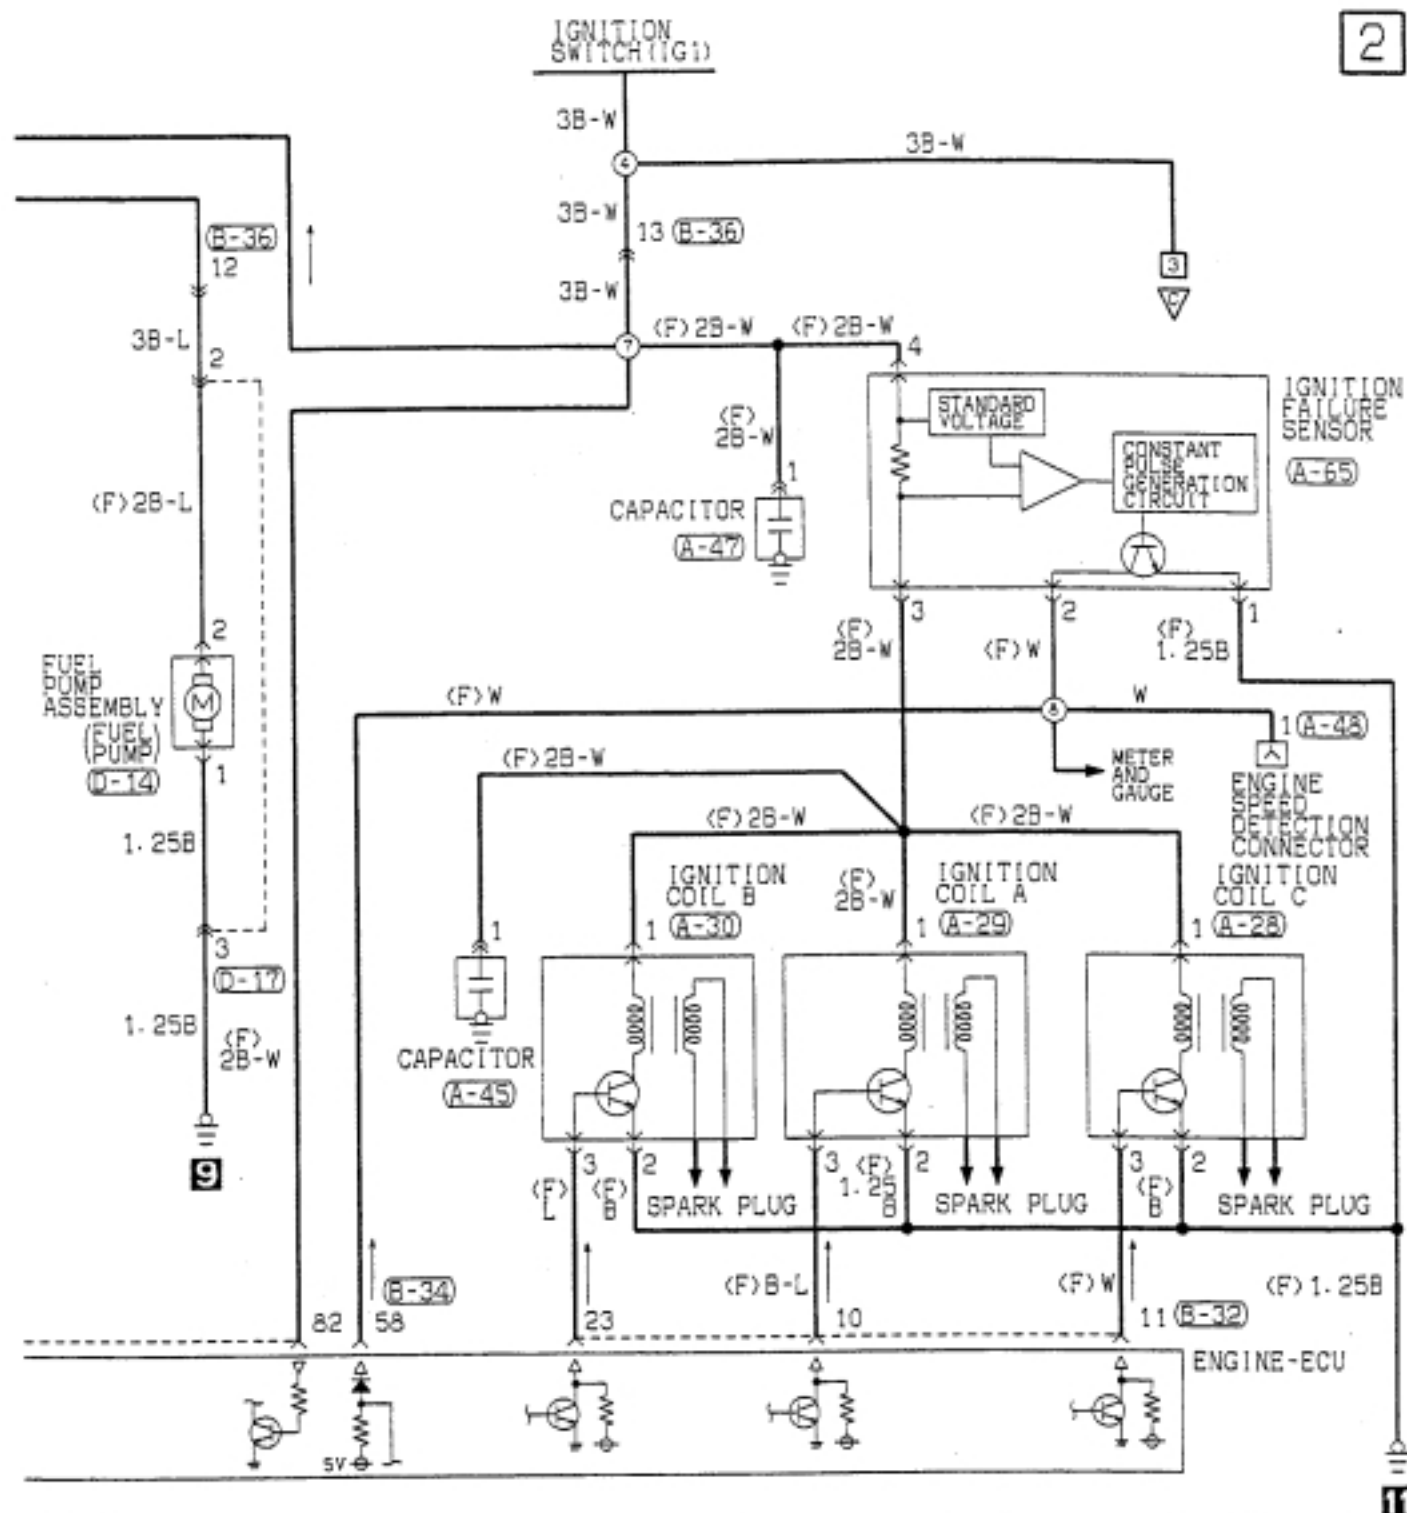 IGNITION
SWITCH(IG1)
2
3B-W
3B-W
4
3B-W
13 (B-36)
(B-36)
12
3
C
3B-W
(F)2B-W
(F)2B-W
7
4
3B-L
2
IGNITION
FAILURE
SENSOR
(A-65)
STANDARD
VOLTAGE
(F)
2B-W
CONSTANT
PULSE
GENERATION
CIRCUIT
1
(F)2B-L
CAPACITOR
(A-47)
3
2
1
2
(F)
2B-W
(F)W
(F)
1.25B
FUEL
PUMP
ASSEMBLY
(FUEL
PUMP)
(D-14)
M
1
(F)W
8
W
1 (A-48)
METER
AND
GAUGE
ENGINE
SPEED
DETECTION
CONNECTOR
(F)2B-W
(F)2B-W
(F)2B-W
1.25B
IGNITION
COIL B
(A-30)
(F)
2B-W
IGNITION
COIL A
(A-29)
IGNITION
COIL C
(A-28)
1
1
1
1
3
(D-17)
1.25B
(F)
2B-W
CAPACITOR
(A-45)
9
3
2
3
2
3
2
(F)
L
(F)
B
(F)
1.25
B
(F)
B
SPARK PLUG
SPARK PLUG
SPARK PLUG
(B-34)
(F)B-L
(F)W
(F)1.25B
82
58
23
10
11 (B-32)
ENGINE-ECU
5V
11